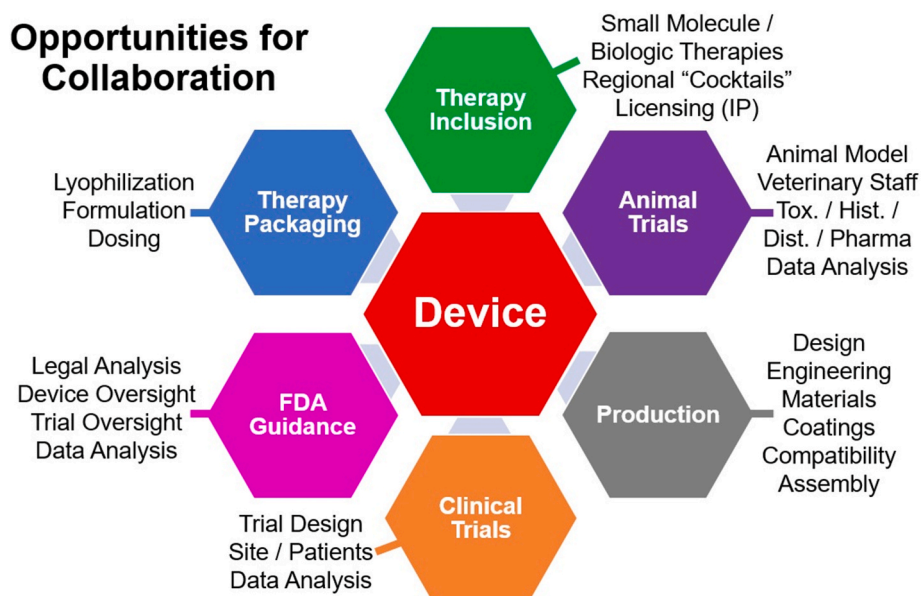 Opportunities for
Collaboration
Therapy
Inclusion
Small Molecule /
Biologic Therapies
Regional “Cocktails”
Licensing (IP)
Lyophilization
Formulation
Dosing
Therapy
Packaging
Animal
Trials
Animal Model
Veterinary Staff
Tox. / Hist. /
Dist. / Pharma
Data Analysis
Device
Legal Analysis
Device Oversight
Trial Oversight
Data Analysis
FDA
Guidance
Production
Design
Engineering
Materials
Coatings
Compatibility
Assembly
Clinical
Trials
Trial Design
Site / Patients
Data Analysis